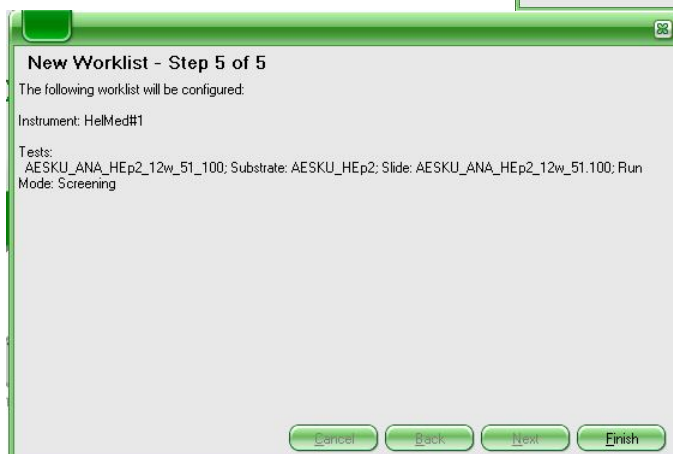 New Worklist - Step 5 of 5
The following worklist will be configured:
Instrument: HelMed#1
Tests:
AESKU_ANA_HEp2_12w_51_100; Substrate: AESKU_HEp2; Slide: AESKU_ANA_HEp2_12w_51.100; Run
Mode: Screening
Cancel
Back
Next
Finish